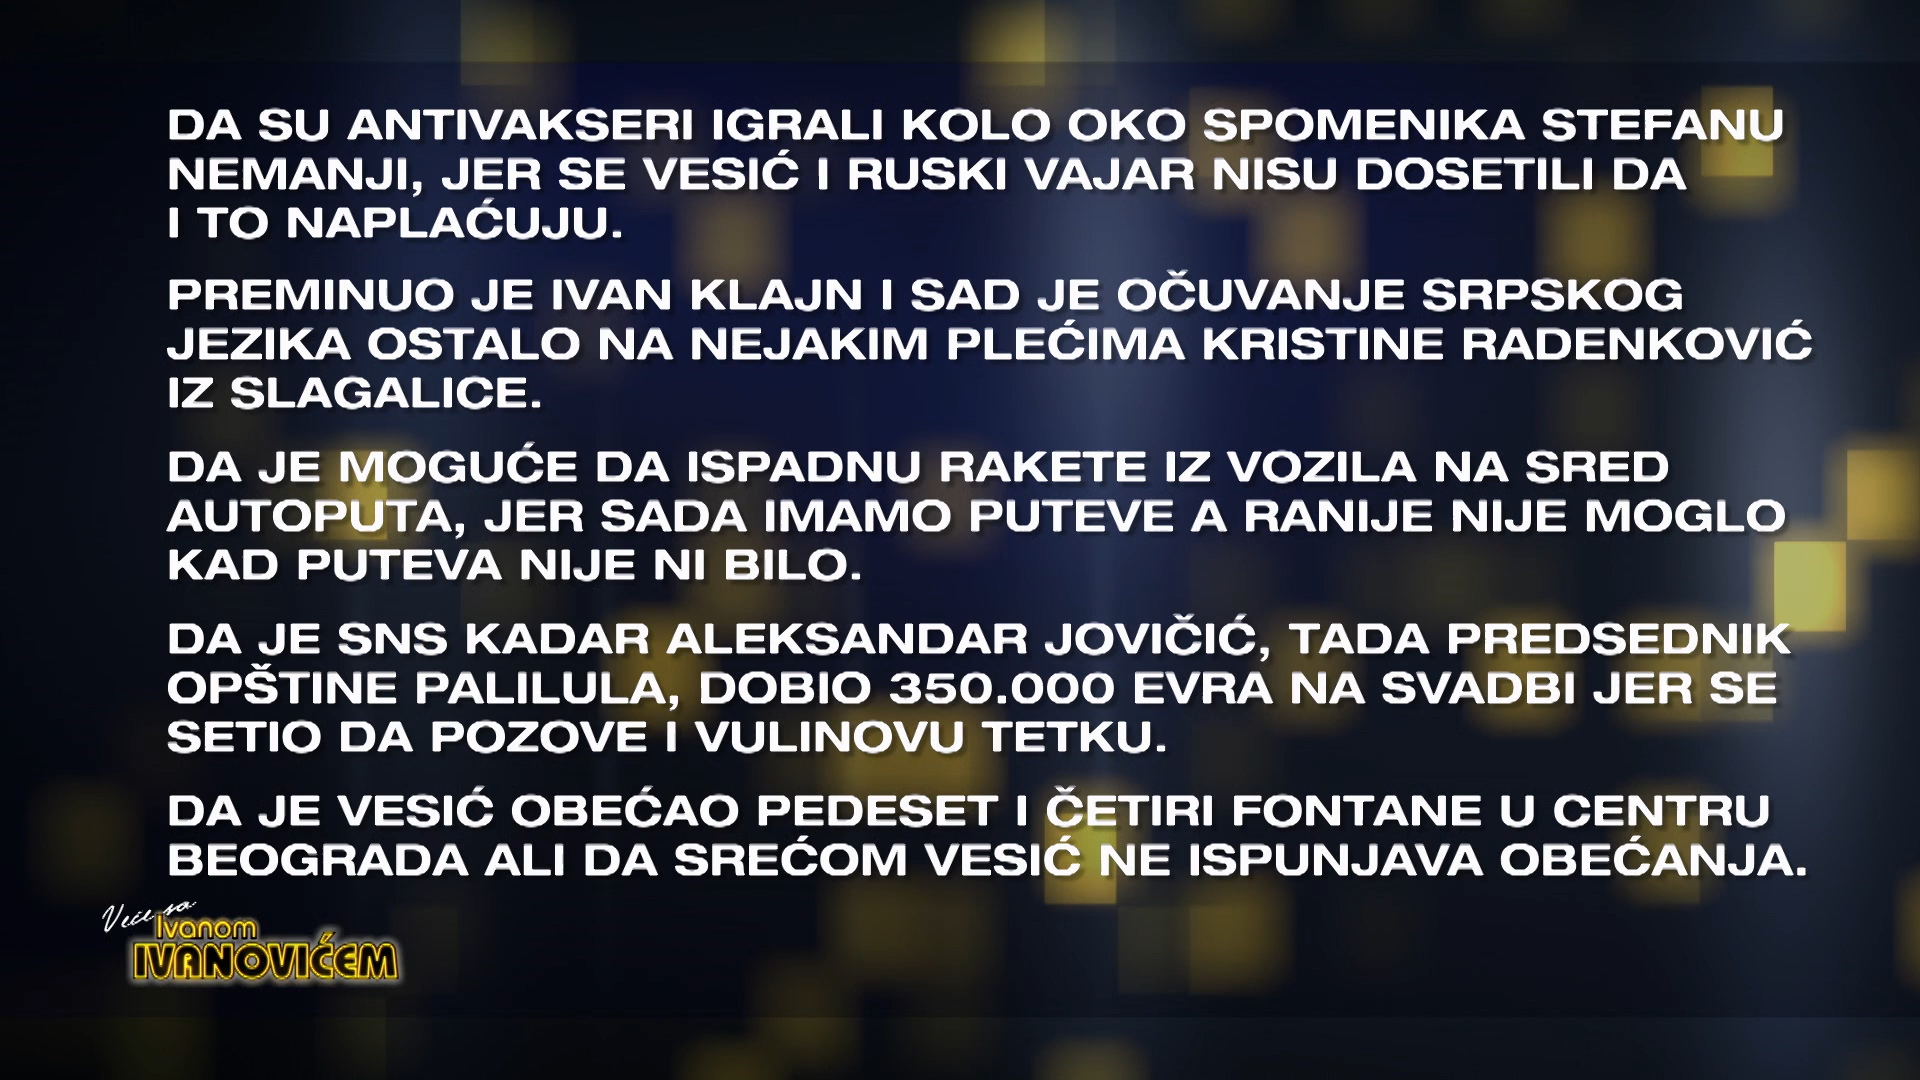 DA SU ANTIVAKSERI IGRALI KOLO OKO SPOMENIKA STEFANU
NEMANJI, JER SE VESIĆ I RUSKI VAJAR NISU DOSETILI DA
I TO NAPLAĆUJU.
PREMINUO JE IVAN KLAJN I SAD JE OČUVANJE SRPSKOG
JEZIKA OSTALO NA NEJAKIM PLEĆIMA KRISTINE RADENKOVIĆ
IZ SLAGALICE.
DA JE MOGUĆE DA ISPADNU RAKETE IZ VOZILA NA SRED
AUTOPUTA, JER SADA IMAMO PUTEVE A RANIJE NIJE MOGLO
KAD PUTEVA NIJE NI BILO.
DA JE SNS KADAR ALEKSANDAR JOVIČIĆ, TADA PREDSEDNIK
OPŠTINE PALILULA, DOBIO 350.000 EVRA NA SVADBI JER SE
SETIO DA POZOVE I VULINOVU TETKU.
DA JE VESIĆ OBEĆAO PEDESET I ČETIRI FONTANE U CENTRU
BEOGRADA ALI DA SREĆOM VESIĆ NE ISPUNJAVA OBEĆANJA.
Veče sa
Ivanom
IVANOVIĆEM